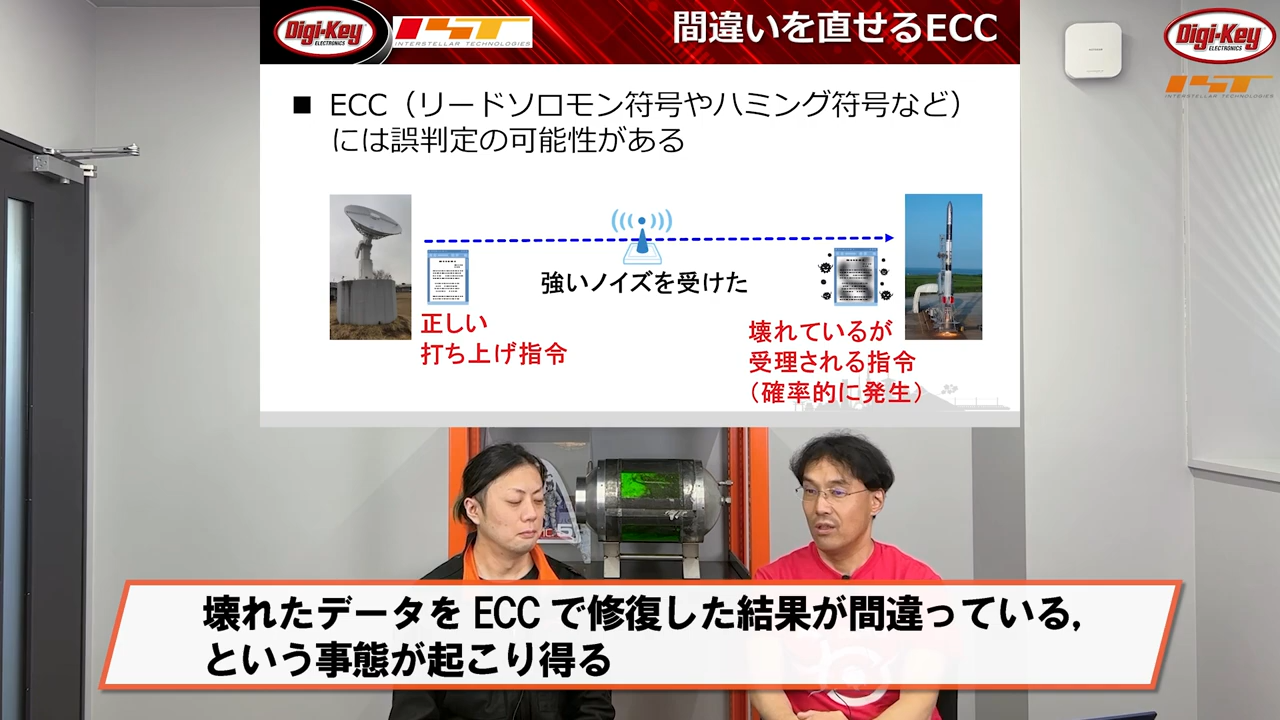 Digi-Key
ELECTRONICS
IST
INTERSTELLAR TECHNOLOGIES
間違いを直せるECC
Digi-Key
ELECTRONICS
IST
INTERSTELLAR TECHNOLOGIES
■ ECC（リードソロモン符号やハミング符号など）
には誤判定の可能性がある
強いノイズを受けた
正しい
打ち上げ指令
壊れているが
受理される指令
（確率的に発生）
壊れたデータを ECC で修復した結果が間違っている,
という事態が起こり得る